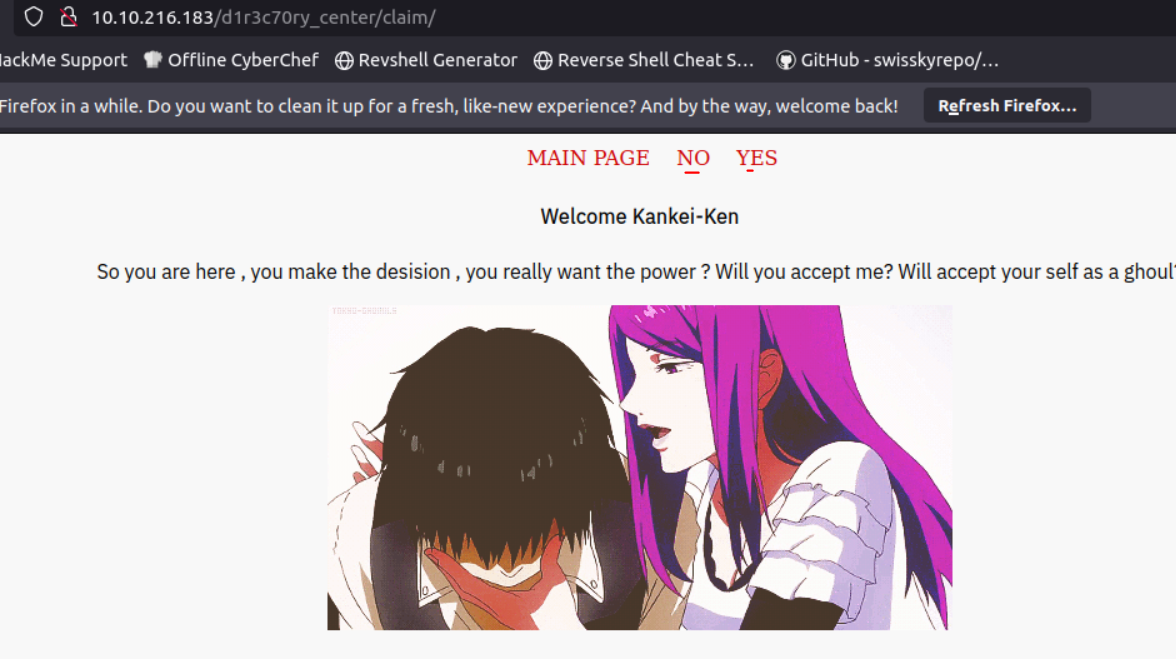 10.10.216.183/d1r3c70ry_center/claim/
HackMe Support Offline CyberChef Revshell Generator Reverse Shell Cheat S... GitHub - swisskyrepo/...
Firefox in a while. Do you want to clean it up for a fresh, like-new experience? And by the way, welcome back! Refresh Firefox...
MAIN PAGE NO YES
Welcome Kankei-Ken
So you are here , you make the desision , you really want the power ? Will you accept me? Will accept your self as a ghoul?